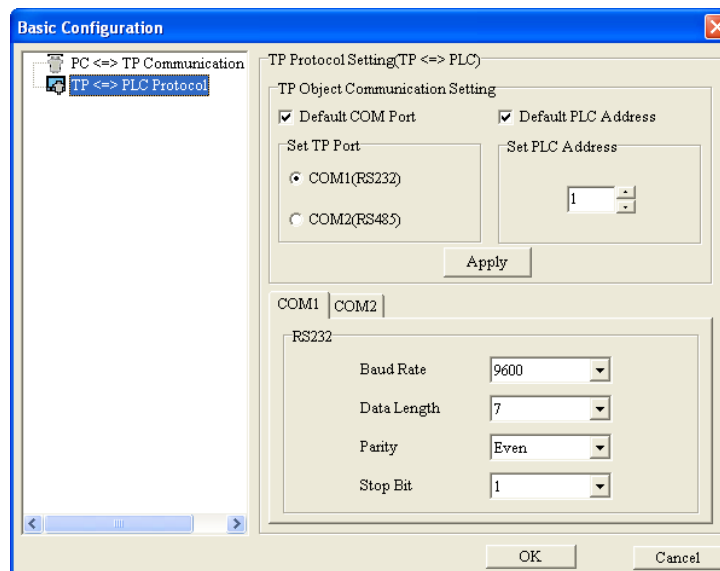 Basic Configuration
PC <=> TP Communication
TP <=> PLC Protocol
TP Protocol Setting(TP <=> PLC)
TP Object Communication Setting
Default COM Port
Default PLC Address
Set TP Port
Set PLC Address
COM1(RS232)
1
COM2(RS485)
Apply
COM1 COM2
RS232
Baud Rate 9600
Data Length 7
Parity Even
Stop Bit 1
OK Cancel